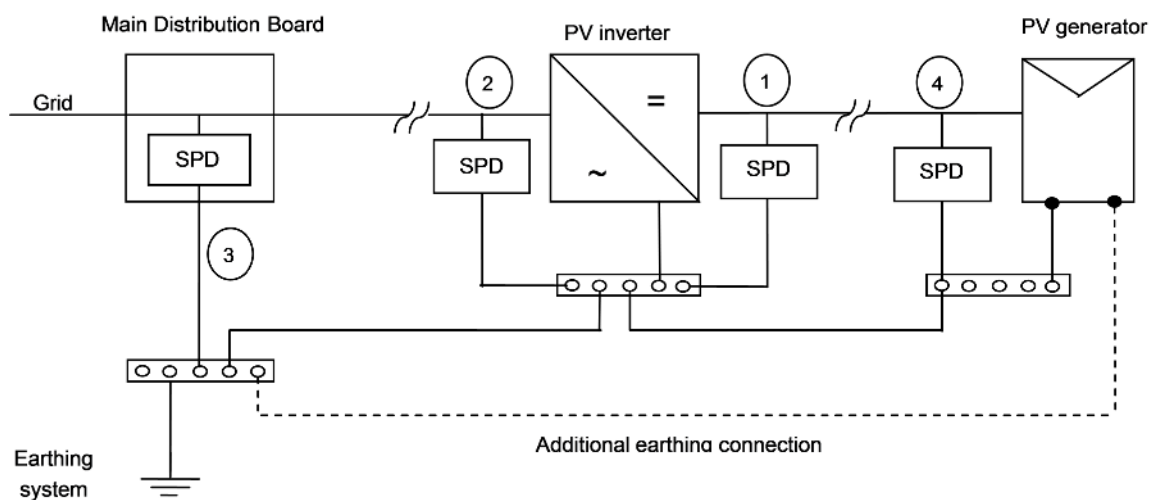 Main Distribution Board
PV inverter
PV generator
2
1
4
Grid
=
SPD
SPD
SPD
SPD
~
3
Additional earthing connection
Earthing
system